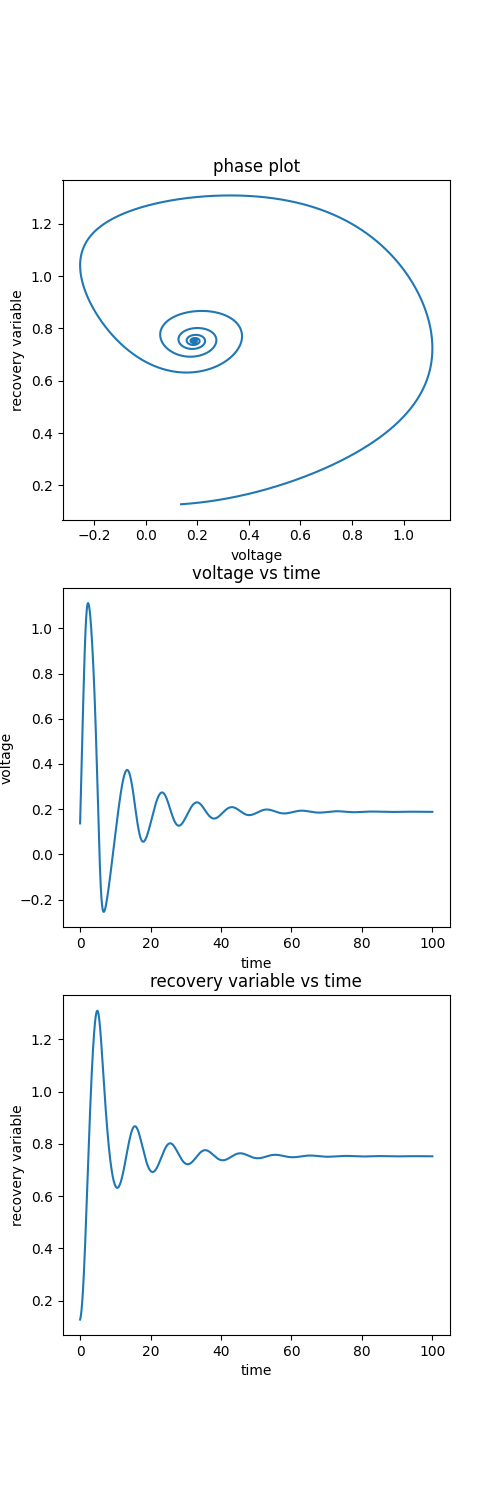 phase plot
1.2
1.0
0.8
0.6
0.4
0.2
recovery variable
−0.2 0.0 0.2 0.4 0.6 0.8 1.0
voltage
voltage vs time
1.0
0.8
0.6
0.4
0.2
0.0
−0.2
voltage
0 20 40 60 80 100
time
recovery variable vs time
1.2
1.0
0.8
0.6
0.4
0.2
recovery variable
0 20 40 60 80 100
time